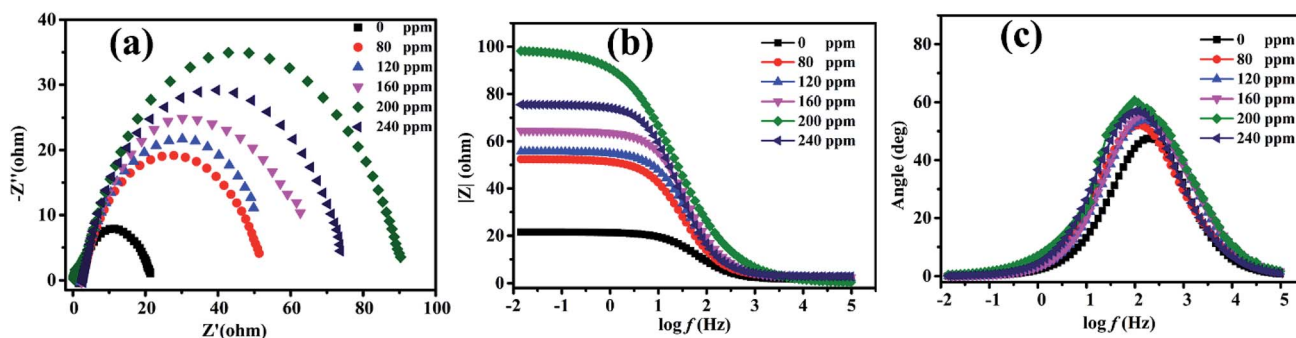 (a)
0 ppm
80 ppm
120 ppm
160 ppm
200 ppm
240 ppm
-Z''(ohm)
40
30
20
10
0
0 20 40 60 80 100
Z'(ohm)
(b)
0 ppm
80 ppm
120 ppm
160 ppm
200 ppm
240 ppm
|Z| (ohm)
100
80
60
40
20
0
-2 -1 0 1 2 3 4 5
log f (Hz)
(c)
0 ppm
80 ppm
120 ppm
160 ppm
200 ppm
240 ppm
Angle (deg)
80
60
40
20
0
-2 -1 0 1 2 3 4 5
log f (Hz)